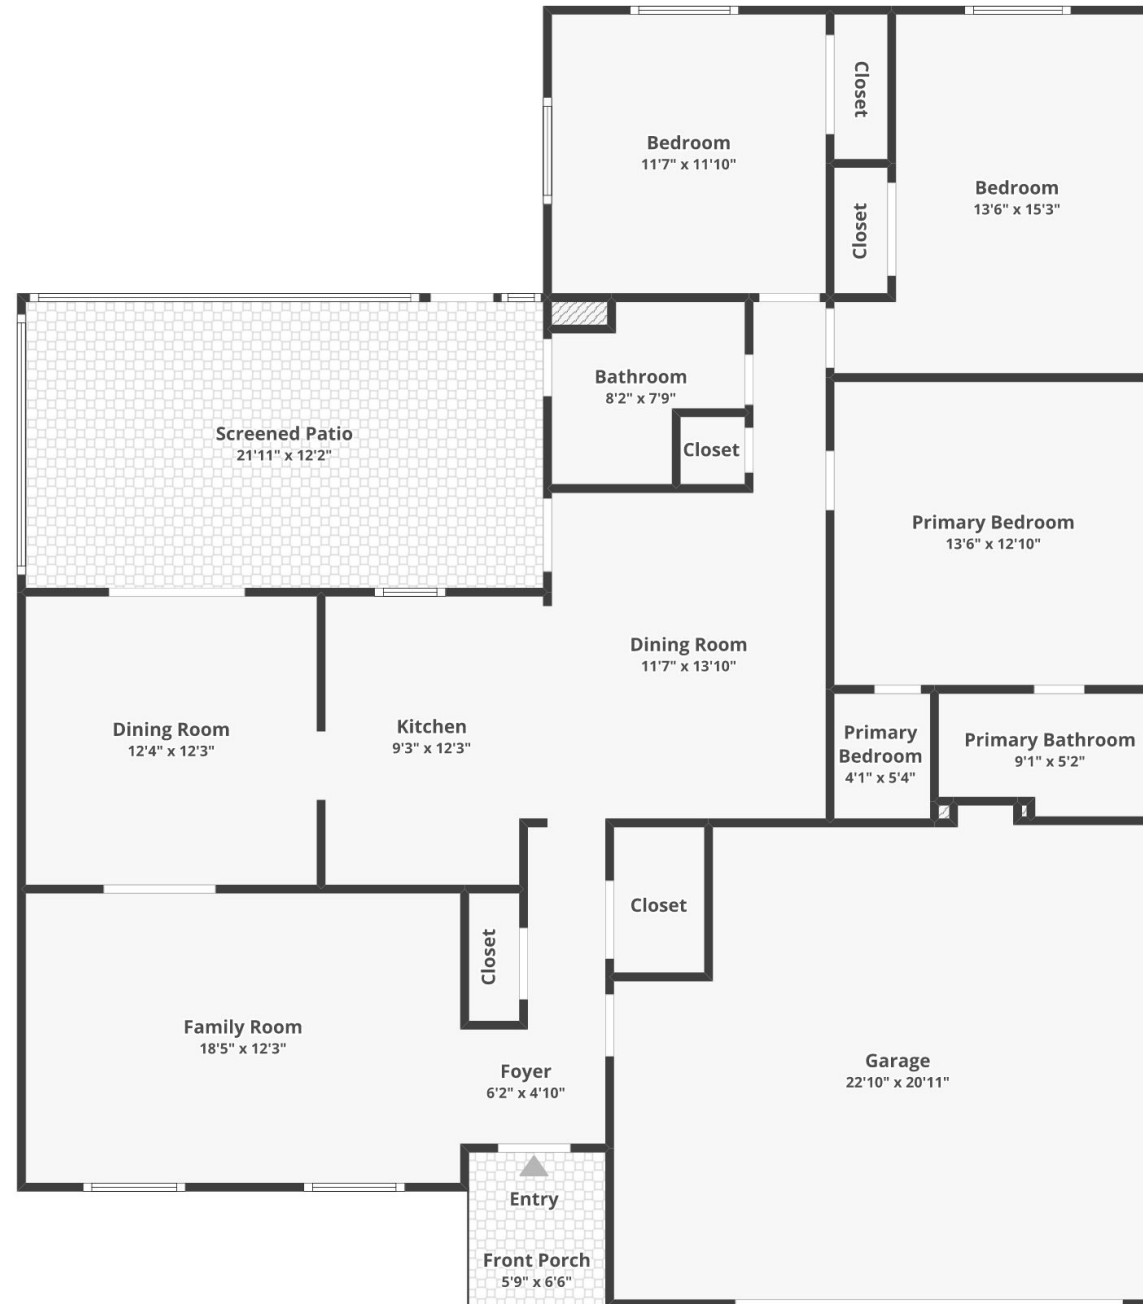 Closet
Bedroom
11'7" x 11'10"
Bedroom
13'6" x 15'3"
Closet
Bathroom
8'2" x 7'9"
Screened Patio
21'11" x 12'2"
Closet
Primary Bedroom
13'6" x 12'10"
Dining Room
11'7" x 13'10"
Dining Room
12'4" x 12'3"
Kitchen
9'3" x 12'3"
Primary
Bedroom
4'1" x 5'4"
Primary Bathroom
9'1" x 5'2"
Closet
Closet
Family Room
18'5" x 12'3"
Foyer
6'2" x 4'10"
Garage
22'10" x 20'11"
Entry
Front Porch
5'9" x 6'6"